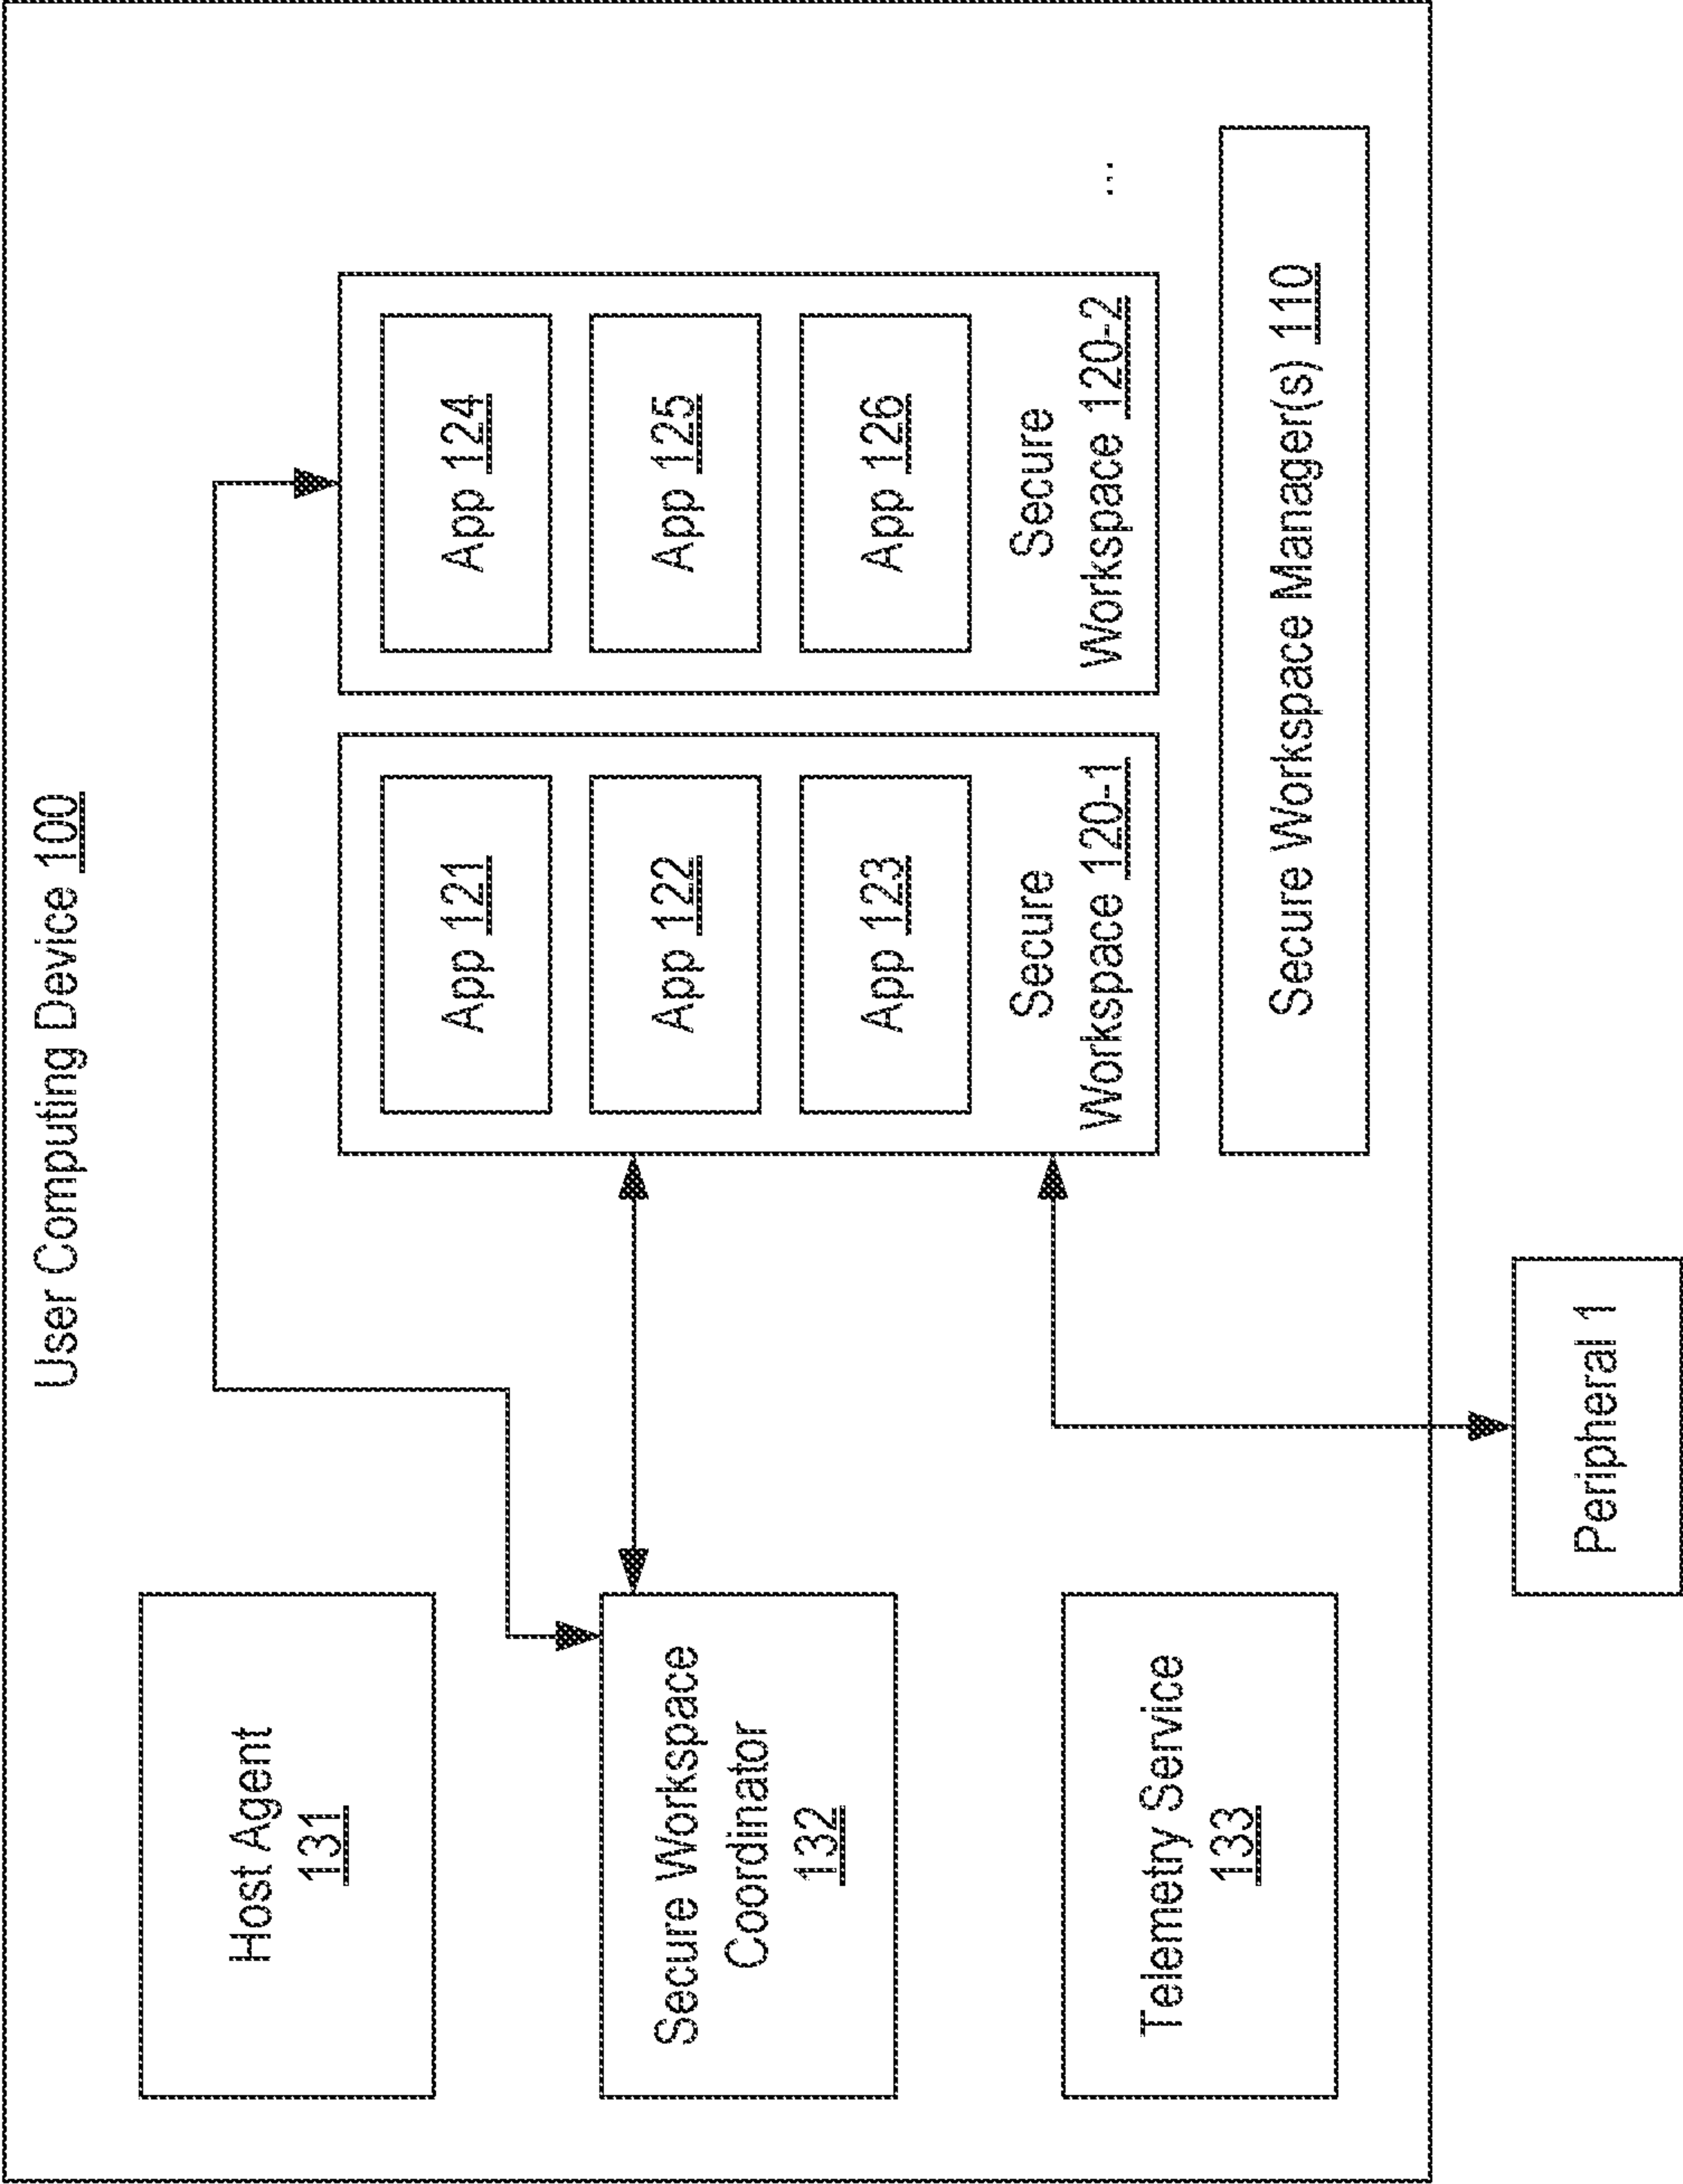 User Computing Device 100
Host Agent
131
Secure Workspace
Coordinator
132
Telemetry Service
133
App 121
App 122
App 123
Secure
Workspace 120-1
App 124
App 125
App 126
Secure
Workspace 120-2
...
Secure Workspace Manager(s) 110
Peripheral 1